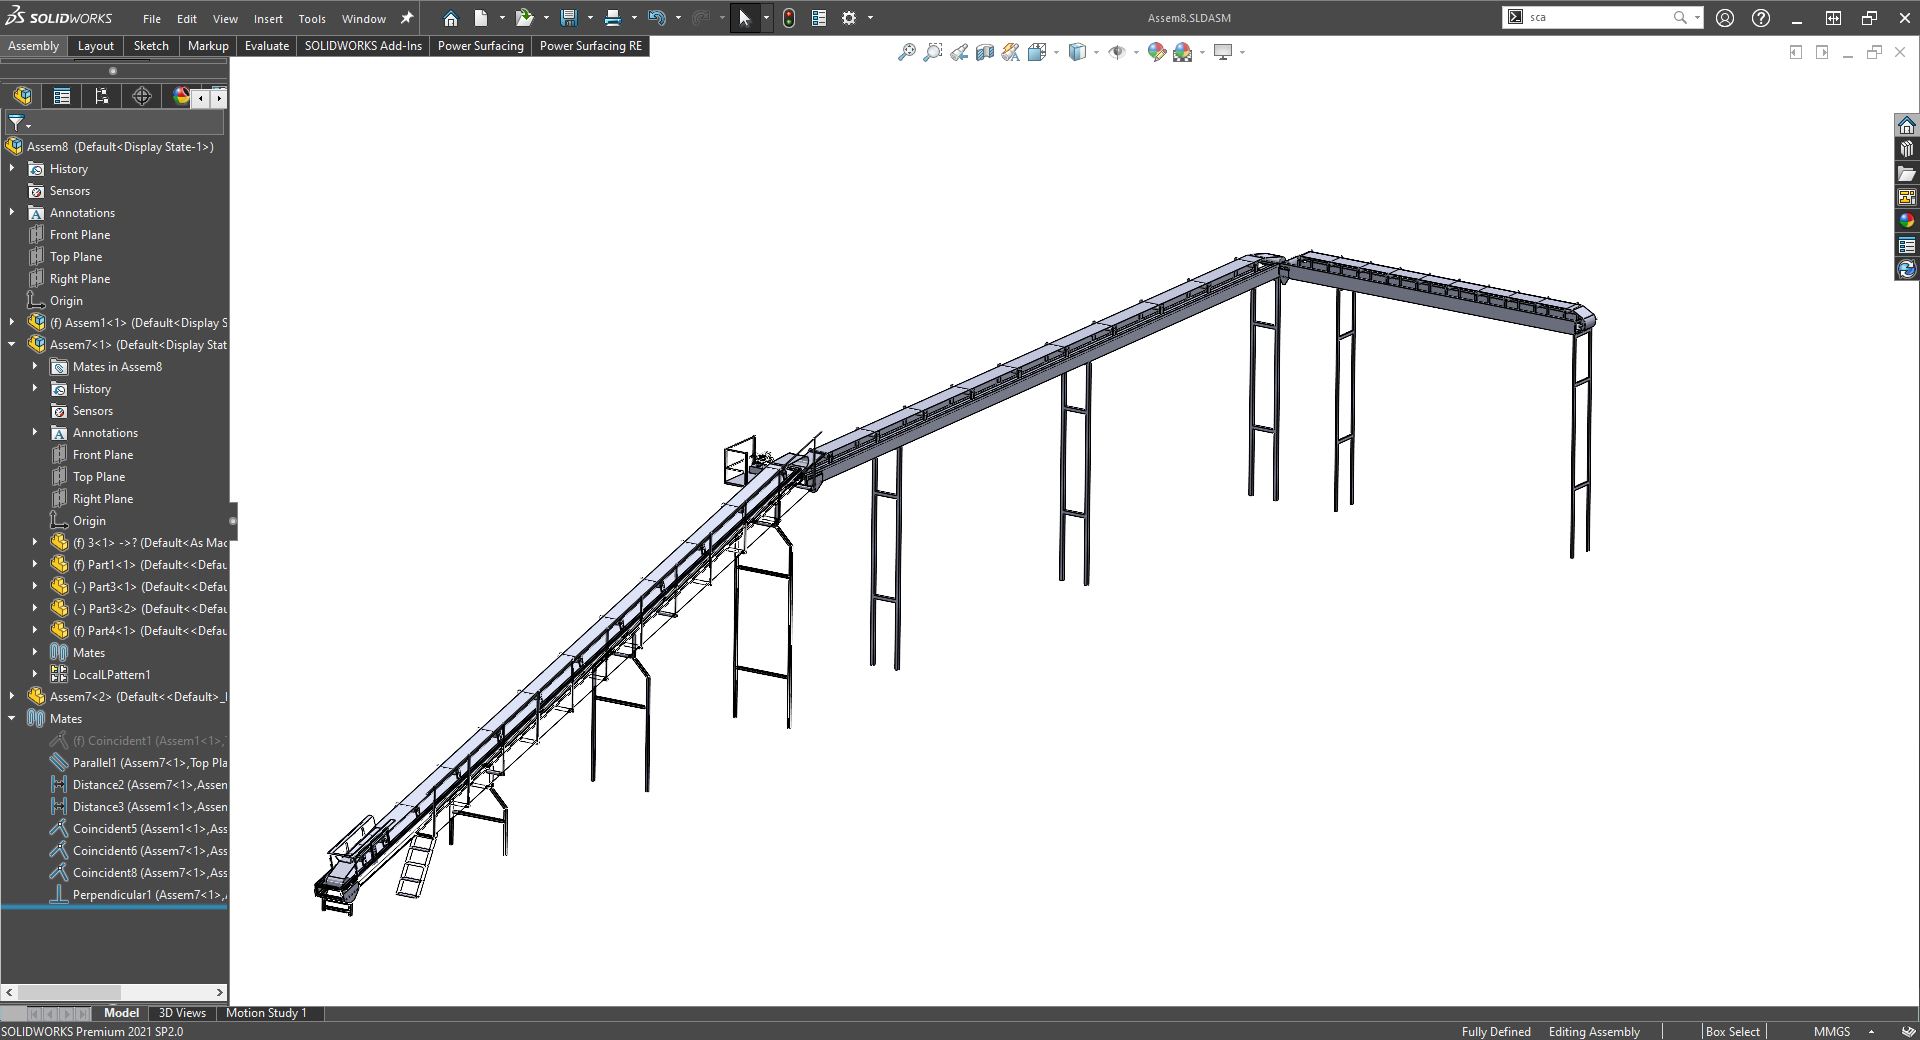 SOLIDWORKS File Edit View Insert Tools Window Assem8.SLDASM sca
Assembly Layout Sketch Markup Evaluate SOLIDWORKS Add-Ins Power Surfacing Power Surfacing RE
Assem8 (Default<Display State-1>)
History
Sensors
Annotations
Front Plane
Top Plane
Right Plane
Origin
(f) Assem1<1> (Default<Display S
Assem7<1> (Default<Display Stat
Mates in Assem8
History
Sensors
Annotations
Front Plane
Top Plane
Right Plane
Origin
(f) 3<1> ->? (Default<As Mac
(f) Part1<1> (Default<<Defau
(-) Part3<1> (Default<<Defau
(-) Part3<2> (Default<<Defau
(f) Part4<1> (Default<<Defau
Mates
LocalLPattern1
Assem7<2> (Default<<Default>_
Mates
(f) Coincident1 (Assem1<1>,
Parallel1 (Assem7<1>,Top Pla
Distance2 (Assem7<1>,Assen
Distance3 (Assem1<1>,Assen
Coincident5 (Assem1<1>,Ass
Coincident6 (Assem7<1>,Ass
Coincident8 (Assem7<1>,Ass
Perpendicular1 (Assem7<1>,
Model 3D Views Motion Study 1
SOLIDWORKS Premium 2021 SP2.0 Fully Defined Editing Assembly Box Select MMGS